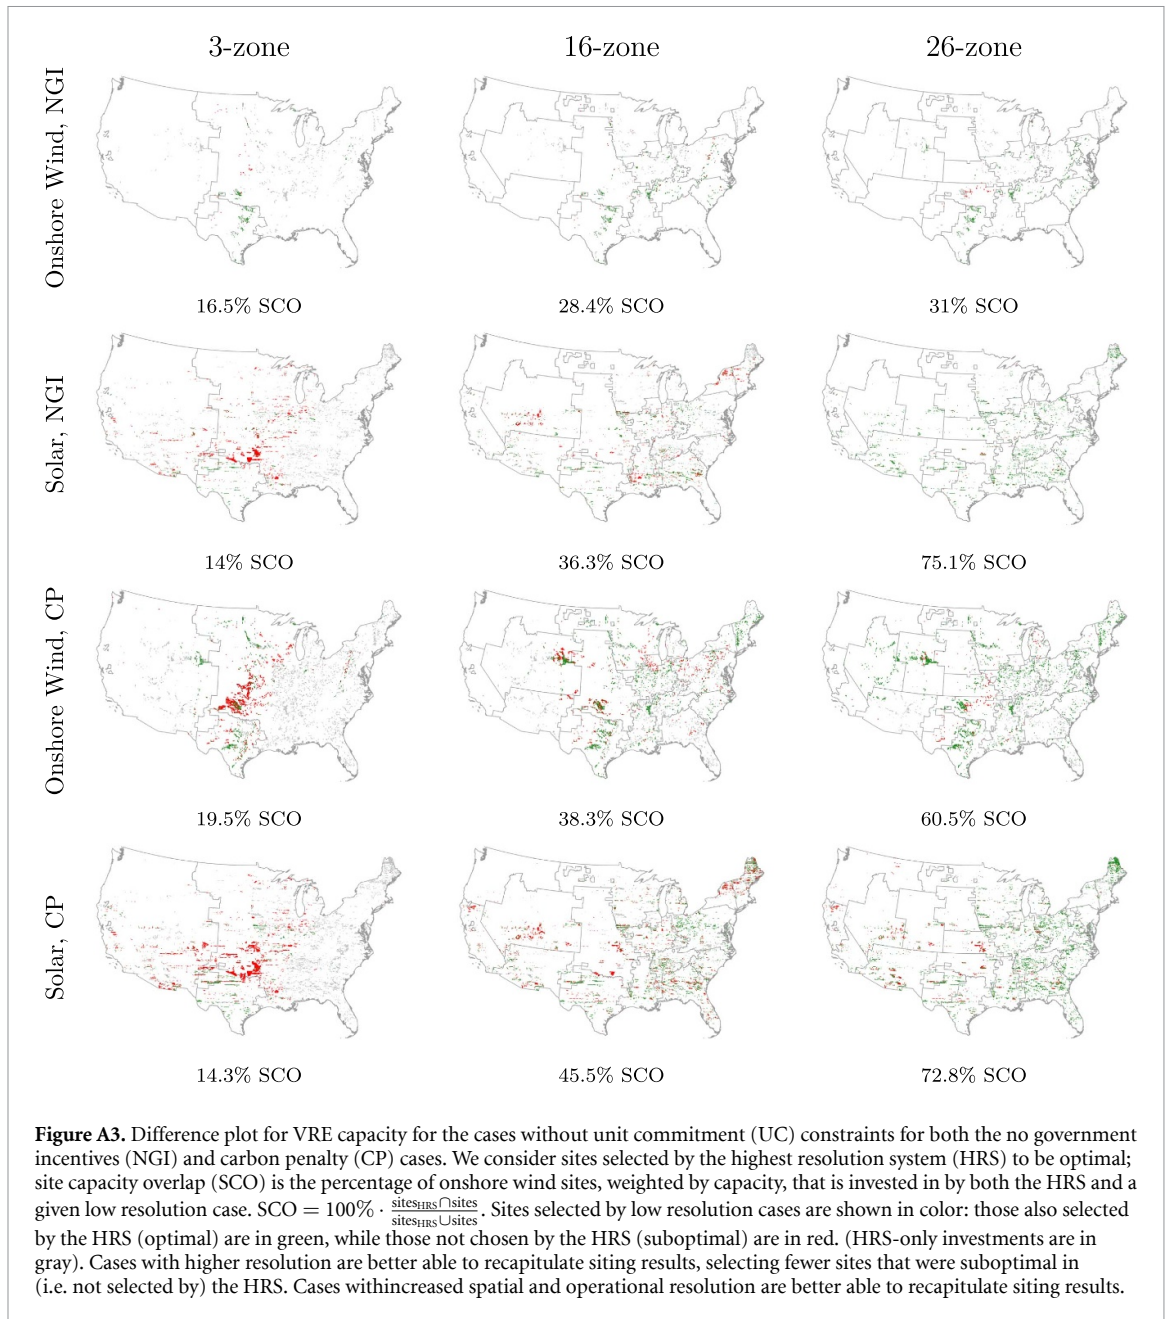 3-zone
16-zone
26-zone
Onshore Wind, NGI
16.5% SCO
28.4% SCO
31% SCO
Solar, NGI
14% SCO
36.3% SCO
75.1% SCO
Onshore Wind, CP
19.5% SCO
38.3% SCO
60.5% SCO
Solar, CP
14.3% SCO
45.5% SCO
72.8% SCO
Figure A3. Difference plot for VRE capacity for the cases without unit commitment (UC) constraints for both the no government
incentives (NGI) and carbon penalty (CP) cases. We consider sites selected by the highest resolution system (HRS) to be optimal;
site capacity overlap (SCO) is the percentage of onshore wind sites, weighted by capacity, that is invested in by both the HRS and a
given low resolution case. SCO = 100% · sites_HRS⋂sites / sites_HRS⋃sites. Sites selected by low resolution cases are shown in color: those also selected
by the HRS (optimal) are in green, while those not chosen by the HRS (suboptimal) are in red. (HRS-only investments are in
gray). Cases with higher resolution are better able to recapitulate siting results, selecting fewer sites that were suboptimal in
(i.e. not selected by) the HRS. Cases withincreased spatial and operational resolution are better able to recapitulate siting results.